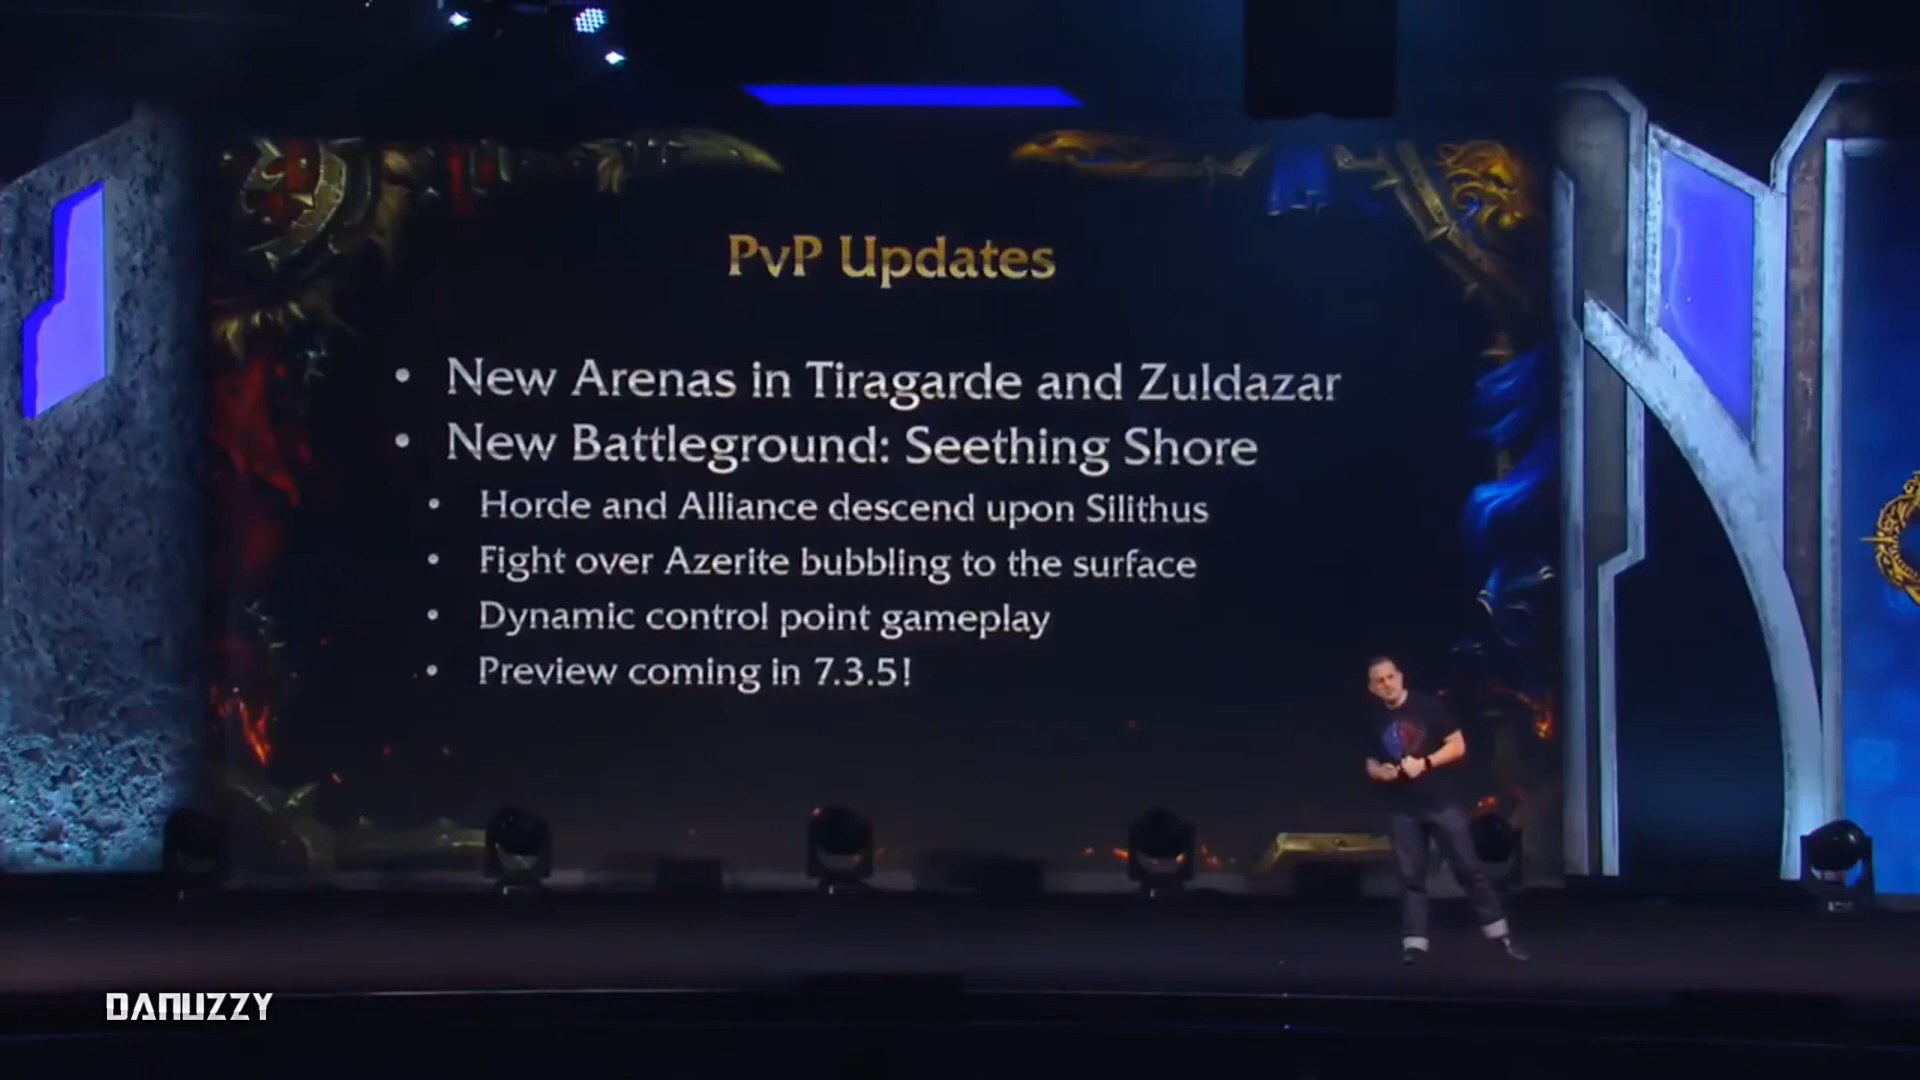 PvP Updates
• New Arenas in Tiragarde and Zuldazar
• New Battleground: Seething Shore
• Horde and Alliance descend upon Silithus
• Fight over Azerite bubbling to the surface
• Dynamic control point gameplay
• Preview coming in 7.3.5!
DANUZZY